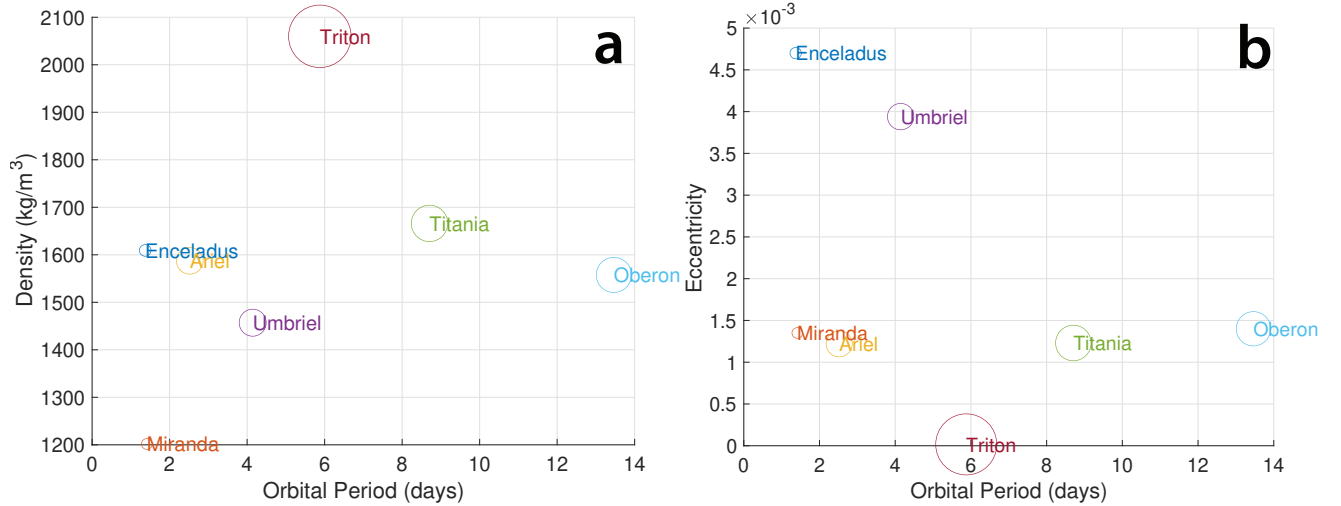 a
2100
2000
1900
1800
1700
1600
1500
1400
1300
1200
Density (kg/m³)
Triton
Titania
Enceladus
Ariel
Oberon
Umbriel
Miranda
0 2 4 6 8 10 12 14
Orbital Period (days)
b
×10⁻³
5
4.5
4
3.5
3
2.5
2
1.5
1
0.5
0
Eccentricity
Enceladus
Umbriel
Miranda
Ariel
Titania
Oberon
Triton
0 2 4 6 8 10 12 14
Orbital Period (days)